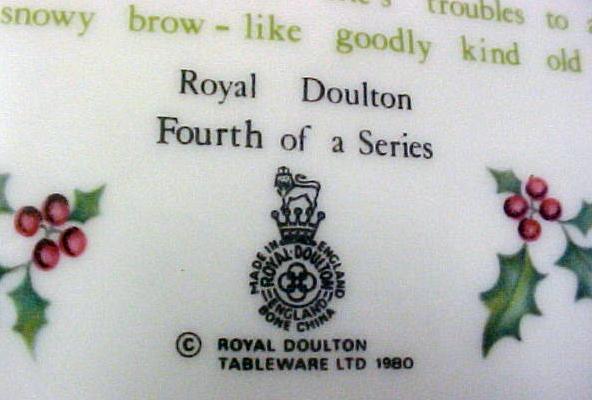 troubles to
snowy brow - like goodly kind old
Royal Doulton
Fourth of a Series
MADE IN ENGLAND
ROYAL·DOULTON
ENGLAND
BONE CHINA
© ROYAL DOULTON
TABLEWARE LTD 1980